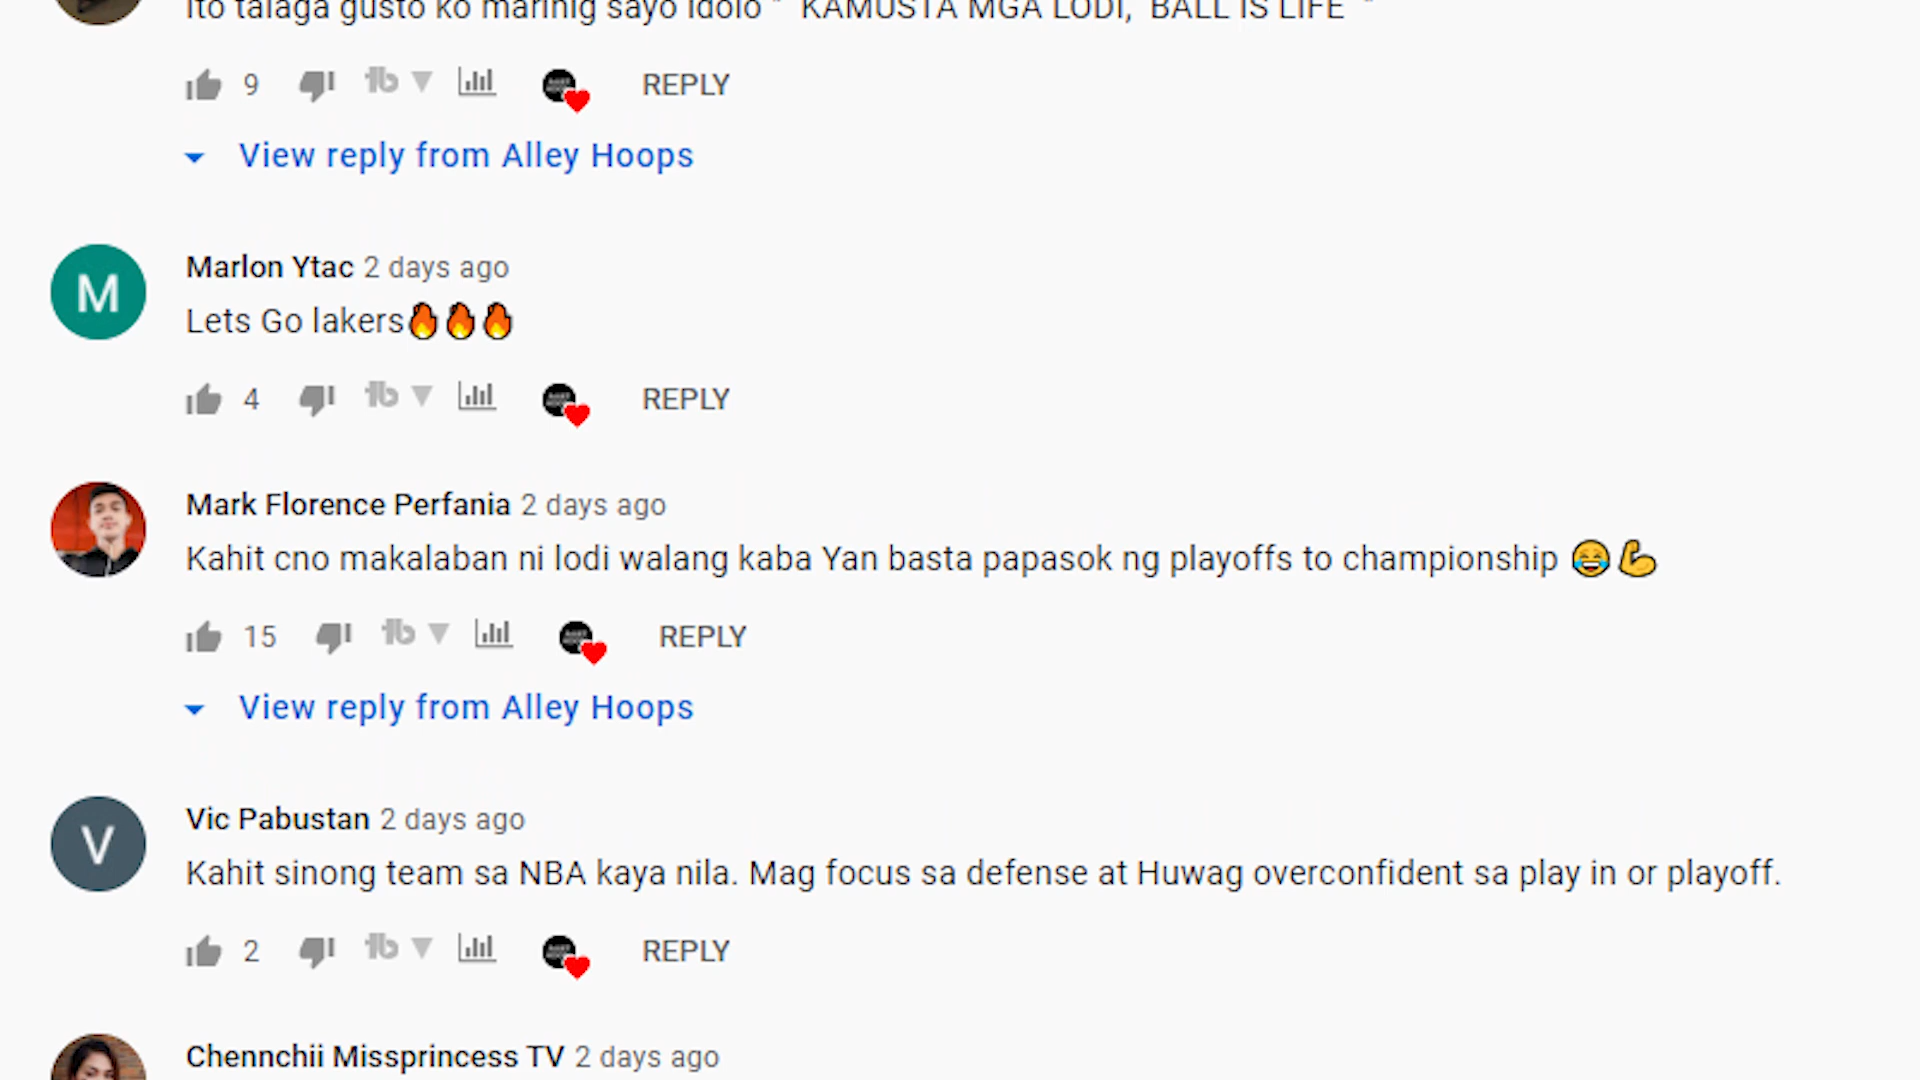 Ito talaga gusto ko marinig sayo idolo " KAMUSTA MGA LODI, BALL IS LIFE "
9 REPLY
View reply from Alley Hoops
M
Marlon Ytac 2 days ago
Lets Go lakers🔥🔥🔥
4 REPLY
Mark Florence Perfania 2 days ago
Kahit cno makalaban ni lodi walang kaba Yan basta papasok ng playoffs to championship 😂💪
15 REPLY
View reply from Alley Hoops
V
Vic Pabustan 2 days ago
Kahit sinong team sa NBA kaya nila. Mag focus sa defense at Huwag overconfident sa play in or playoff.
2 REPLY
Chennchii Missprincess TV 2 days ago